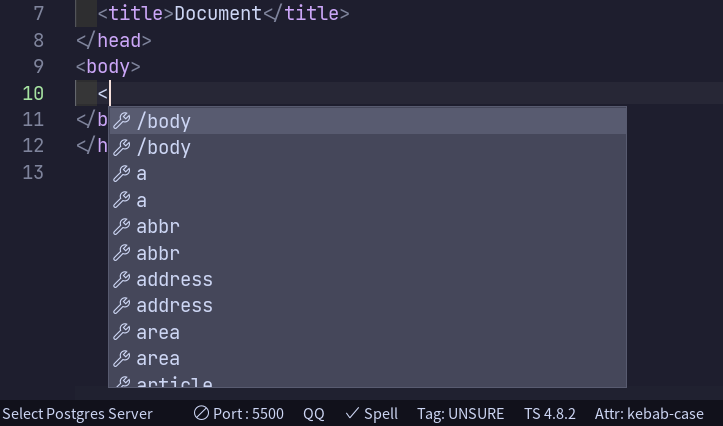 7 <title>Document</title>
8 </head>
9 <body>
10 <
11 </b
12 </h
13
/body
/body
a
a
abbr
abbr
address
address
area
area
article
Select Postgres Server Port : 5500 QQ Spell Tag: UNSURE TS 4.8.2 Attr: kebab-case